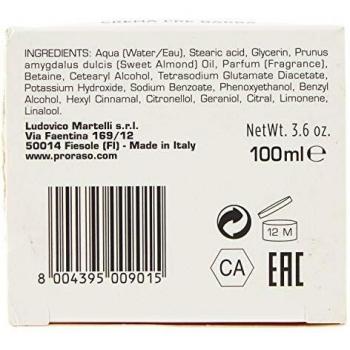 CREMA PRE BARBA
INGREDIENTS: Aqua (Water/Eau), Stearic acid, Glycerin, Prunus
amygdalus dulcis (Sweet Almond) Oil, Parfum (Fragrance),
Betaine, Cetearyl Alcohol, Tetrasodium Glutamate Diacetate,
Potassium Hydroxide, Sodium Benzoate, Phenoxyethanol, Benzyl
Alcohol, Hexyl Cinnamal, Citronellol, Geraniol, Citral, Limonene,
Linalool.
Ludovico Martelli s.r.l.
Via Faentina 169/12
50014 Fiesole (FI) - Made in Italy
www.proraso.com
NetWt. 3.6 oz.
100ml℮
12 M
CA
EAC
8 004395 009015